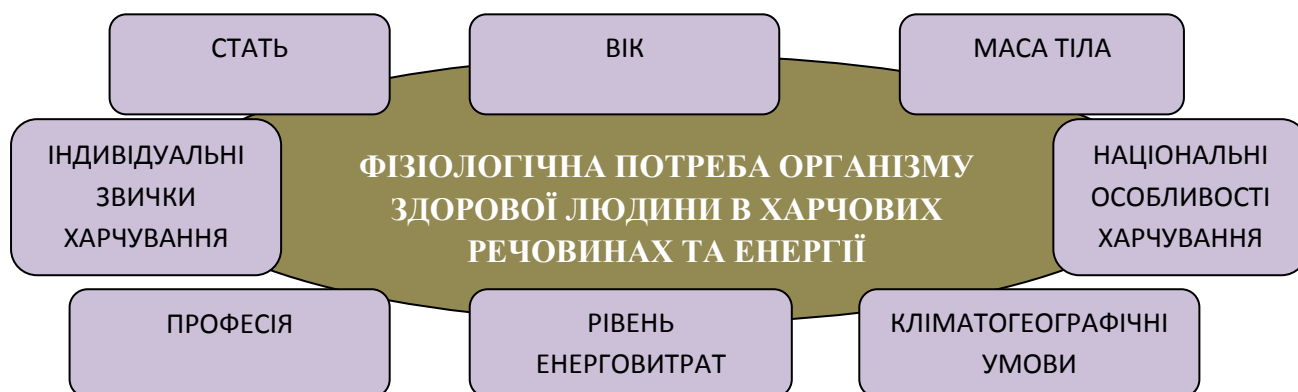 СТАТЬ
ВІК
МАСА ТІЛА
ІНДИВІДУАЛЬНІ
ЗВИЧКИ
ХАРЧУВАННЯ
ФІЗІОЛОГІЧНА ПОТРЕБА ОРГАНІЗМУ
ЗДОРОВОЇ ЛЮДИНИ В ХАРЧОВИХ
РЕЧОВИНАХ ТА ЕНЕРГІЇ
НАЦІОНАЛЬНІ
ОСОБЛИВОСТІ
ХАРЧУВАННЯ
ПРОФЕСІЯ
РІВЕНЬ
ЕНЕРГОВИТРАТ
КЛІМАТОГЕОГРАФІЧНІ
УМОВИ